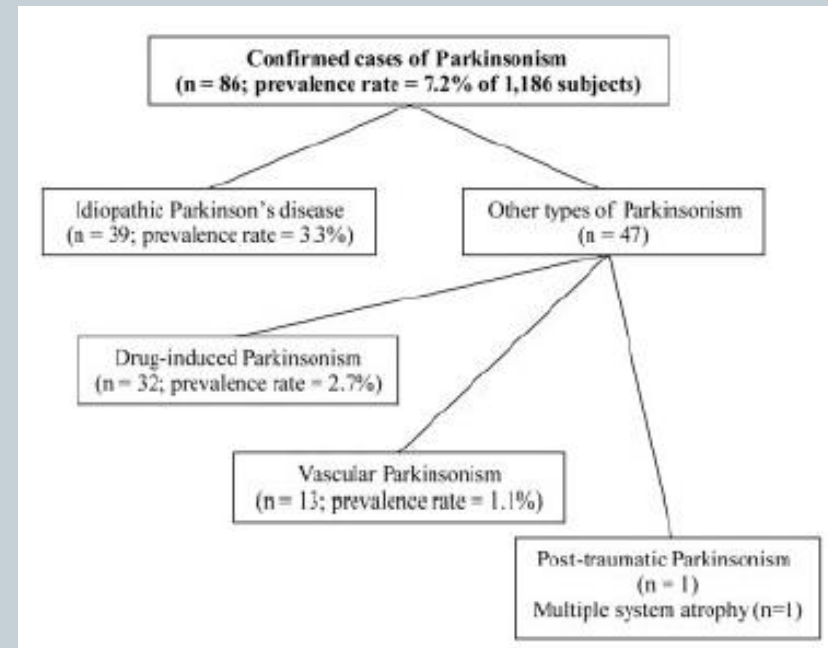 Confirmed cases of Parkinsonism
(n = 86; prevalence rate = 7.2% of 1,186 subjects)
Idiopathic Parkinson's disease
(n = 39; prevalence rate = 3.3%)
Other types of Parkinsonism
(n = 47)
Drug-induced Parkinsonism
(n = 32; prevalence rate = 2.7%)
Vascular Parkinsonism
(n = 13; prevalence rate = 1.1%)
Post-traumatic Parkinsonism
(n = 1)
Multiple system atrophy (n=1)